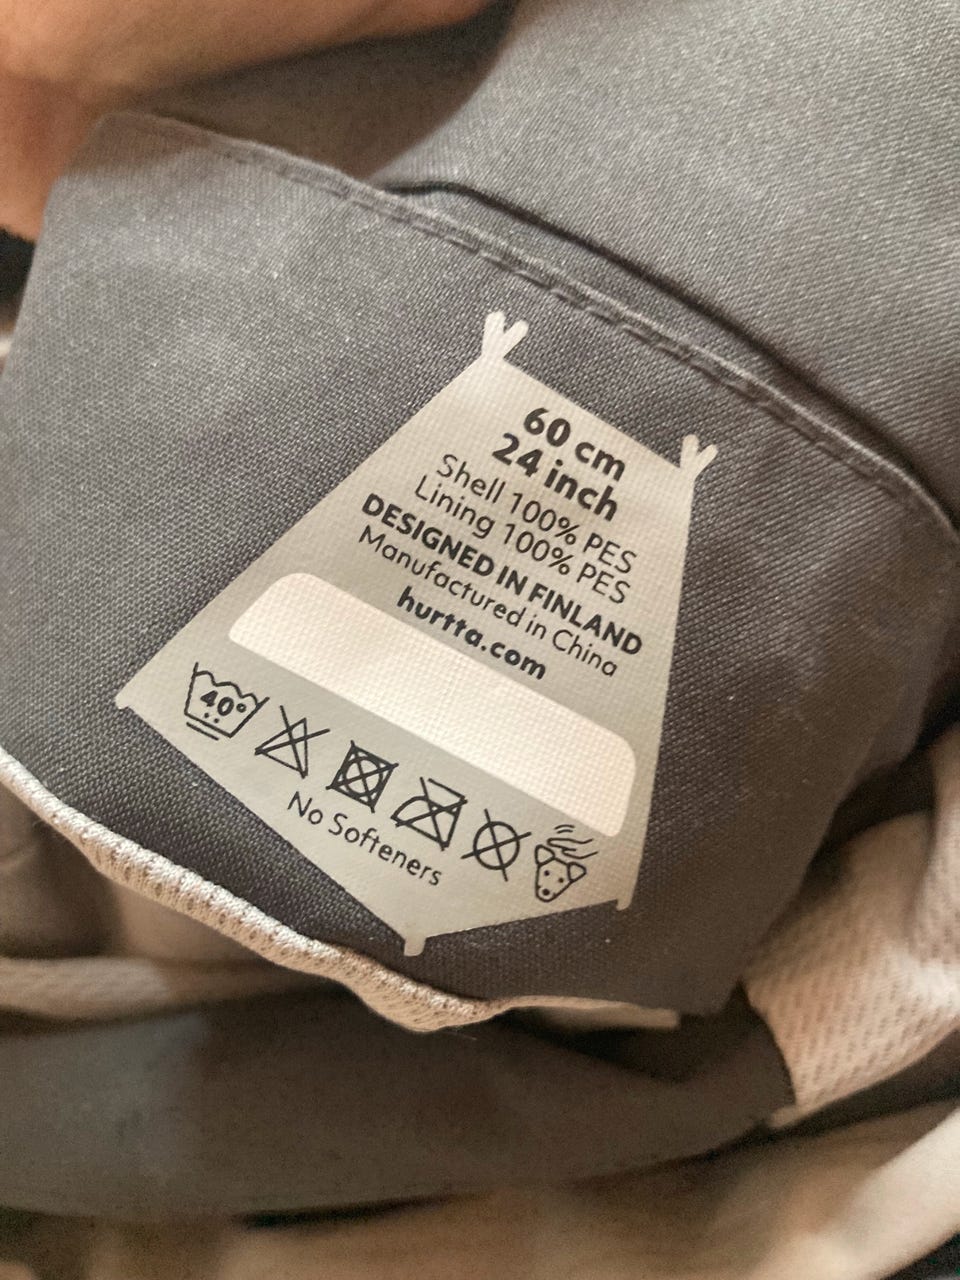 60 cm
24 inch
Shell 100% PES
Lining 100% PES
DESIGNED IN FINLAND
Manufactured in China
hurtta.com
40°
No Softeners